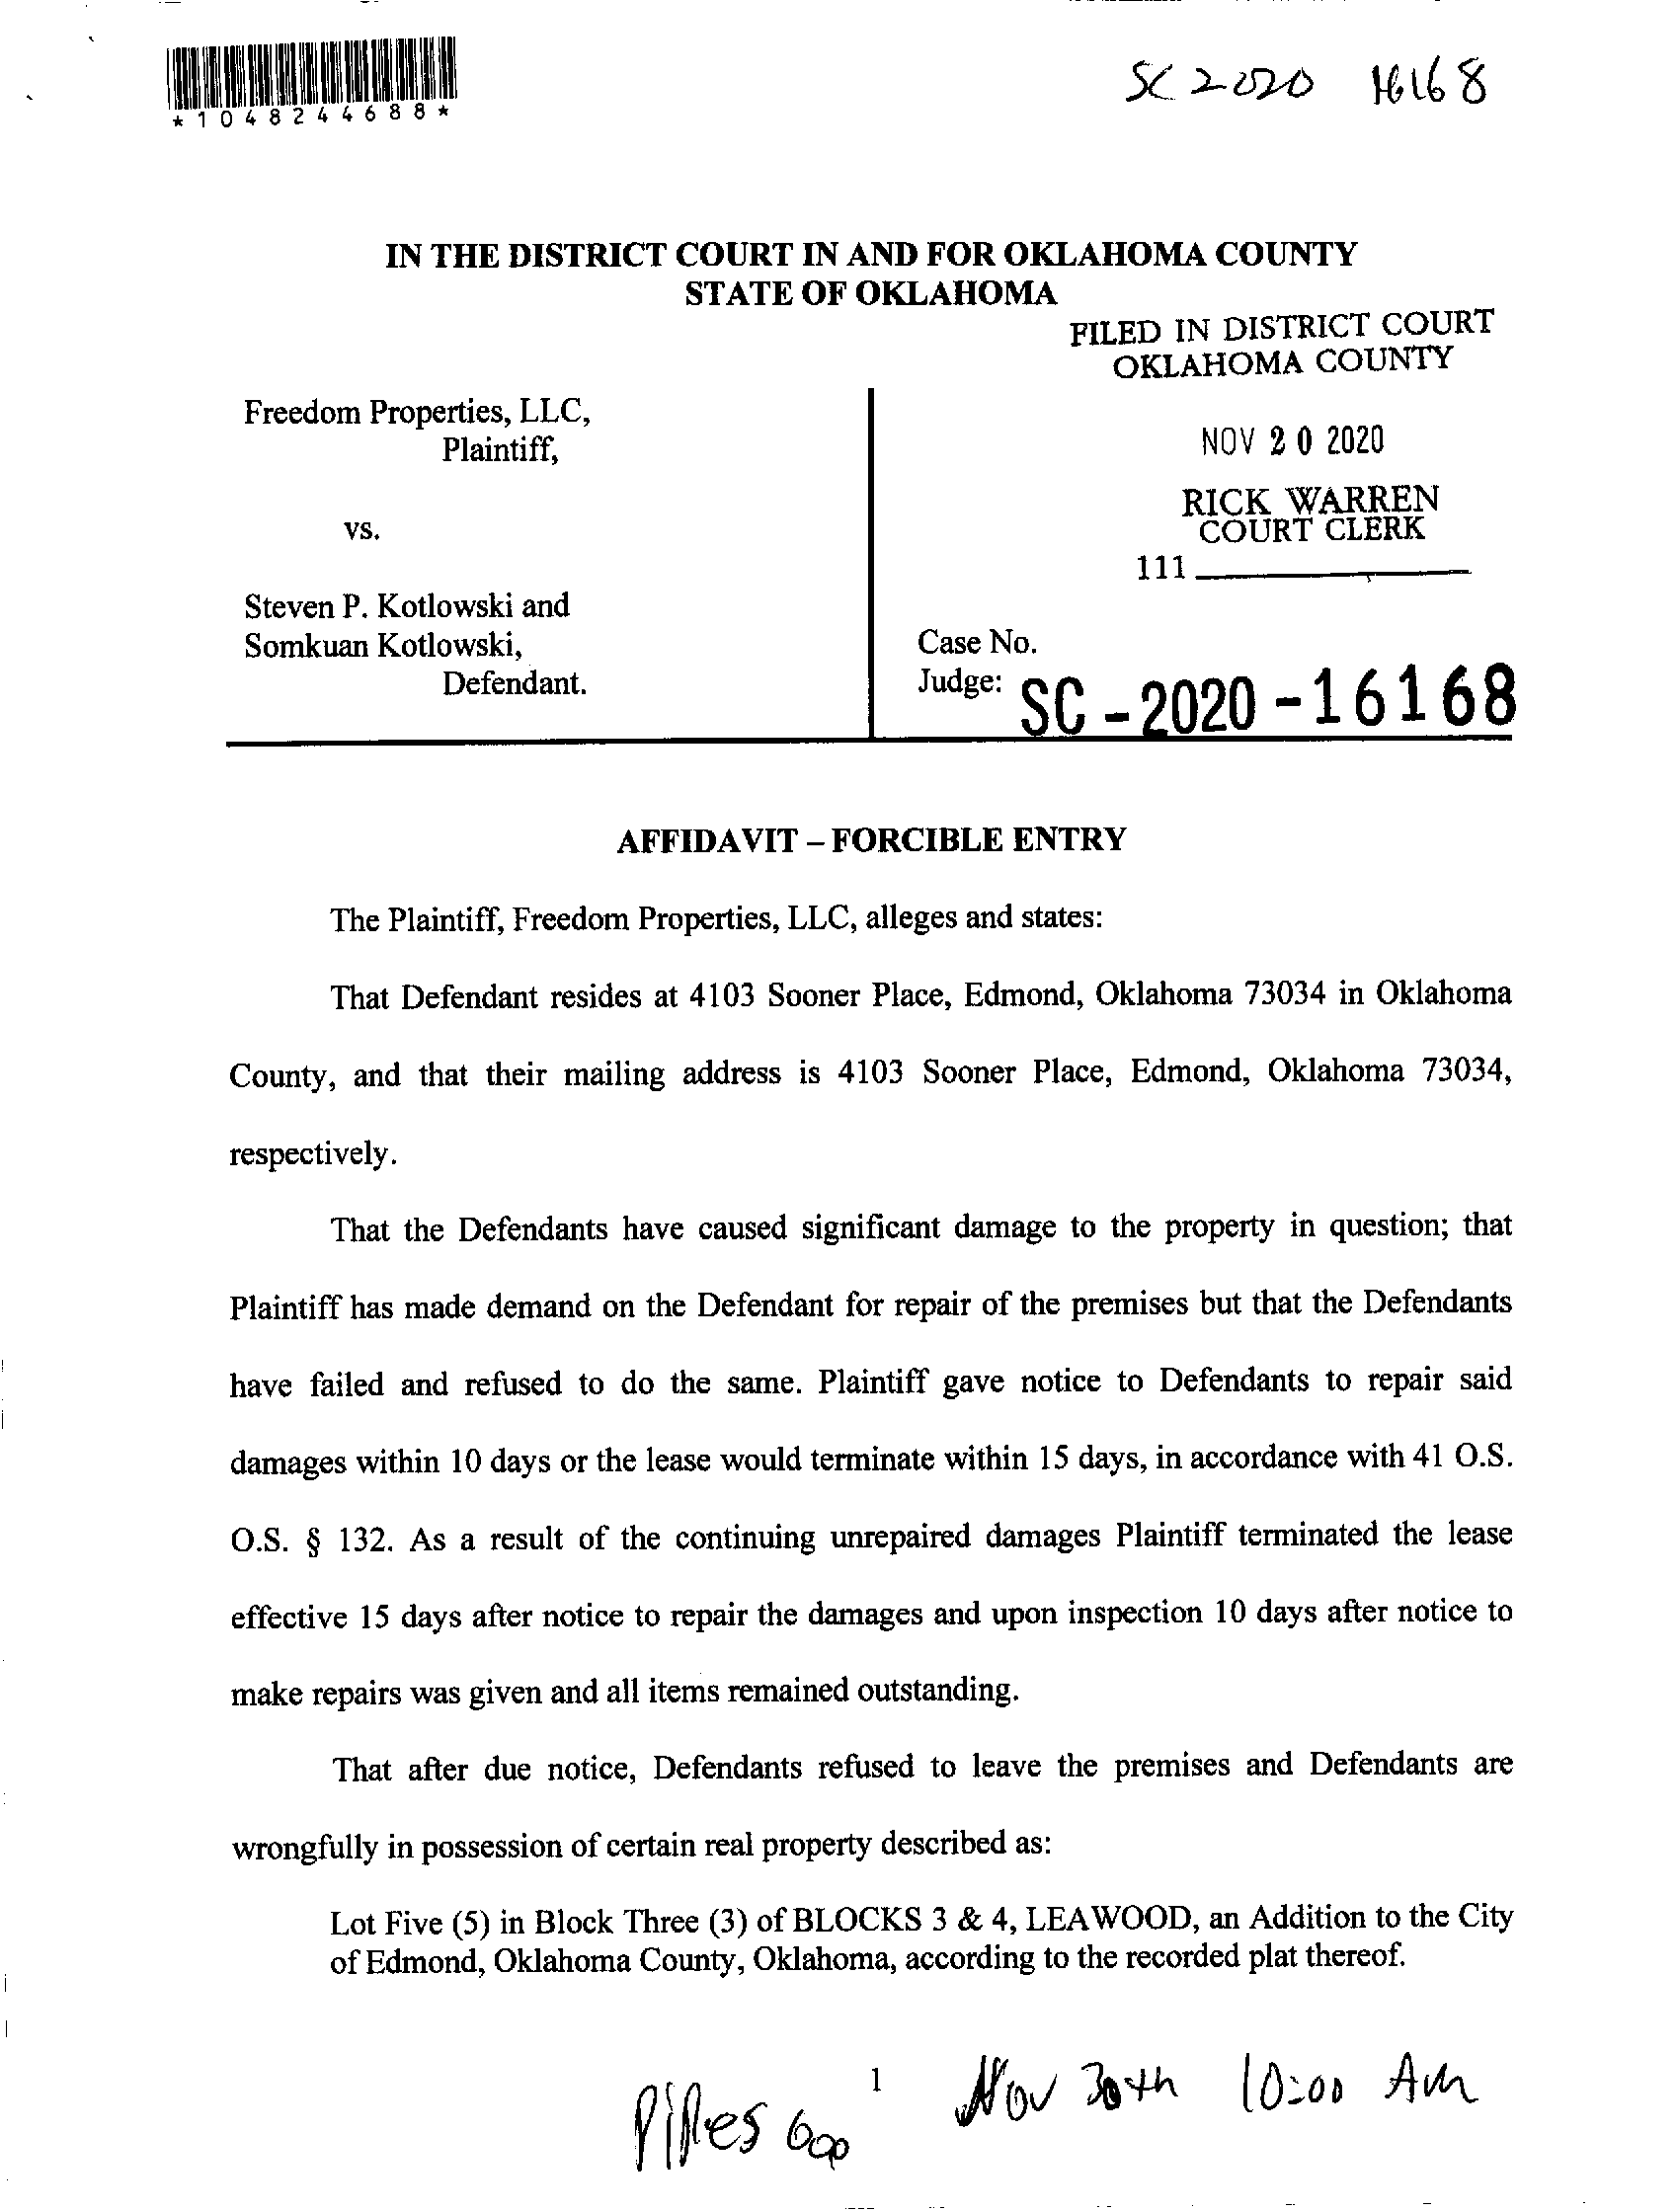 SC 2020 16168
*1048244688*
IN THE DISTRICT COURT IN AND FOR OKLAHOMA COUNTY
STATE OF OKLAHOMA
FILED IN DISTRICT COURT
OKLAHOMA COUNTY
NOV 20 2020
RICK WARREN
COURT CLERK
111
Freedom Properties, LLC,
Plaintiff,
vs.
Steven P. Kotlowski and
Somkuan Kotlowski,
Defendant.
Case No.
Judge:
SC-2020-16168
AFFIDAVIT – FORCIBLE ENTRY
The Plaintiff, Freedom Properties, LLC, alleges and states:
That Defendant resides at 4103 Sooner Place, Edmond, Oklahoma 73034 in Oklahoma
County, and that their mailing address is 4103 Sooner Place, Edmond, Oklahoma 73034,
respectively.
That the Defendants have caused significant damage to the property in question; that
Plaintiff has made demand on the Defendant for repair of the premises but that the Defendants
have failed and refused to do the same. Plaintiff gave notice to Defendants to repair said
damages within 10 days or the lease would terminate within 15 days, in accordance with 41 O.S.
O.S. § 132. As a result of the continuing unrepaired damages Plaintiff terminated the lease
effective 15 days after notice to repair the damages and upon inspection 10 days after notice to
make repairs was given and all items remained outstanding.
That after due notice, Defendants refused to leave the premises and Defendants are
wrongfully in possession of certain real property described as:
Lot Five (5) in Block Three (3) of BLOCKS 3 & 4, LEAWOOD, an Addition to the City
of Edmond, Oklahoma County, Oklahoma, according to the recorded plat thereof.
1
Nov 30th 10:00 AM